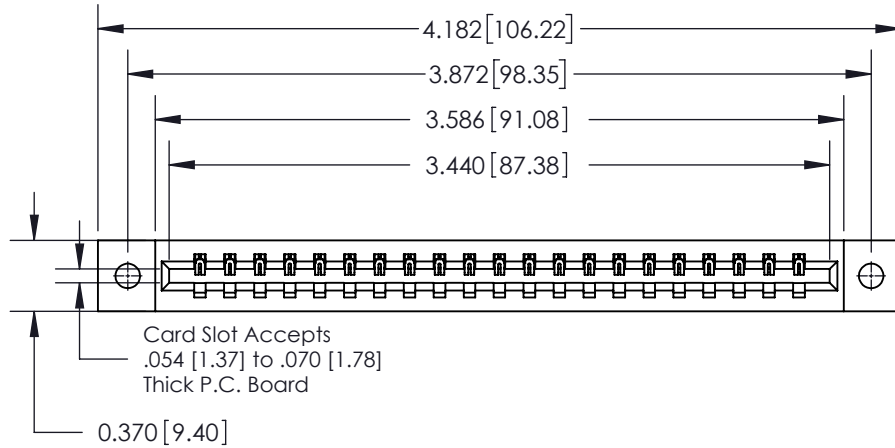 4.182[106.22]
3.872[98.35]
3.586[91.08]
3.440[87.38]
Card Slot Accepts
.054 [1.37] to .070 [1.78]
Thick P.C. Board
0.370[9.40]